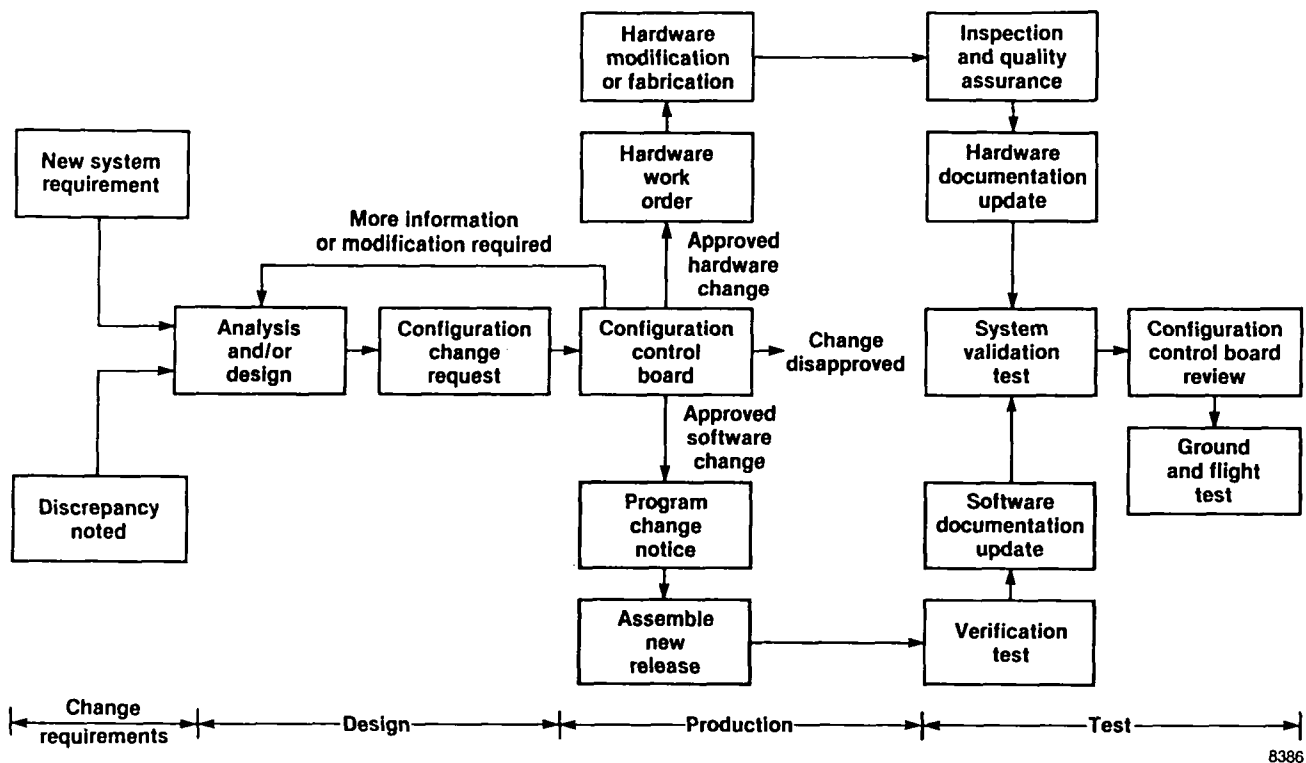 Hardware
modification
or fabrication
Inspection
and quality
assurance
New system
requirement
Hardware
work
order
Hardware
documentation
update
More information
or modification required
Approved
hardware
change
Analysis
and/or
design
Configuration
change
request
Configuration
control
board
Change
disapproved
System
validation
test
Configuration
control board
review
Approved
software
change
Ground
and flight
test
Discrepancy
noted
Program
change
notice
Software
documentation
update
Assemble
new
release
Verification
test
Change
requirements
Design
Production
Test
8386